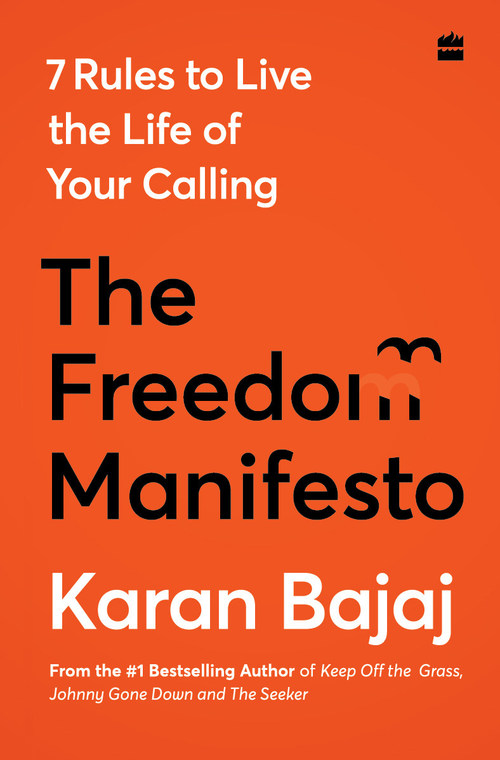 7 Rules to Live
the Life of
Your Calling
The
Freedom
Manifesto
Karan Bajaj
From the #1 Bestselling Author of Keep Off the Grass,
Johnny Gone Down and The Seeker